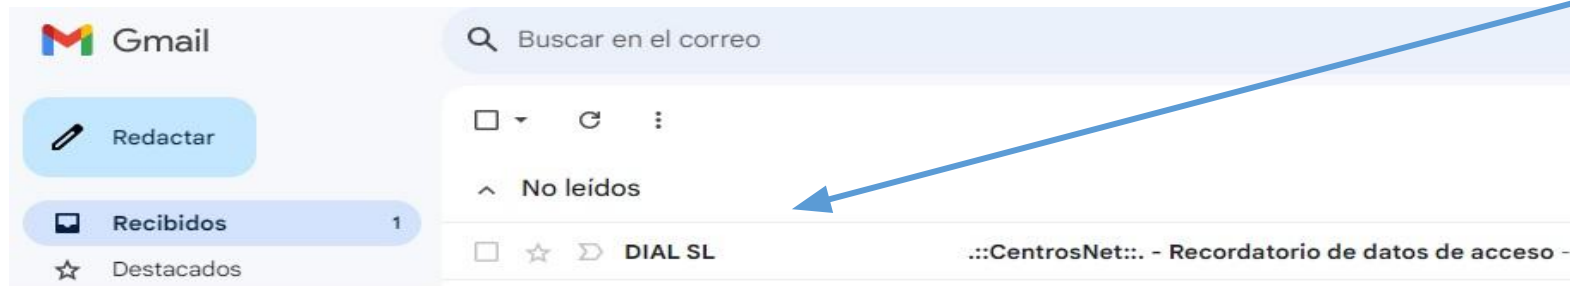 Gmail
Buscar en el correo
Redactar
No leídos
Recibidos 1
DIAL SL .::CentrosNet::. - Recordatorio de datos de acceso -
Destacados